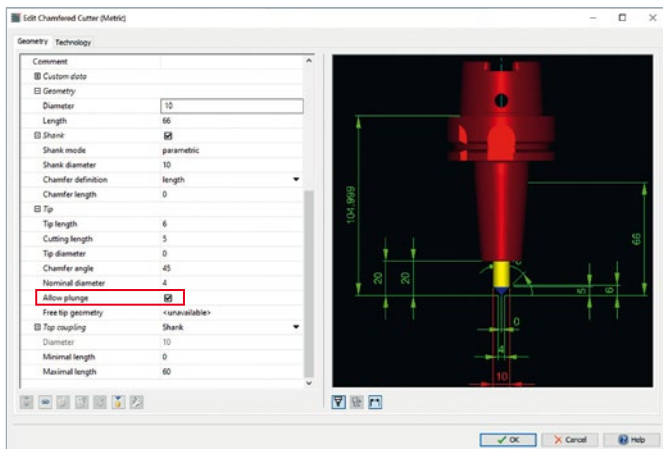 Edit Chamfered Cutter (Metric)
Geometry Technology
Comment
Custom data
Geometry
Diameter 10
Length 66
Shank
Shank mode parametric
Shank diameter 10
Chamfer definition length
Chamfer length 0
Tip
Tip length 6
Cutting length 5
Tip diameter 0
Chamfer angle 45
Nominal diameter 4
Allow plunge
Free tip geometry <unavailable>
Top coupling Shank
Diameter 10
Minimal length 0
Maximal length 60
104,999
66
20 20
5 6
0
4
10
OK Cancel Help